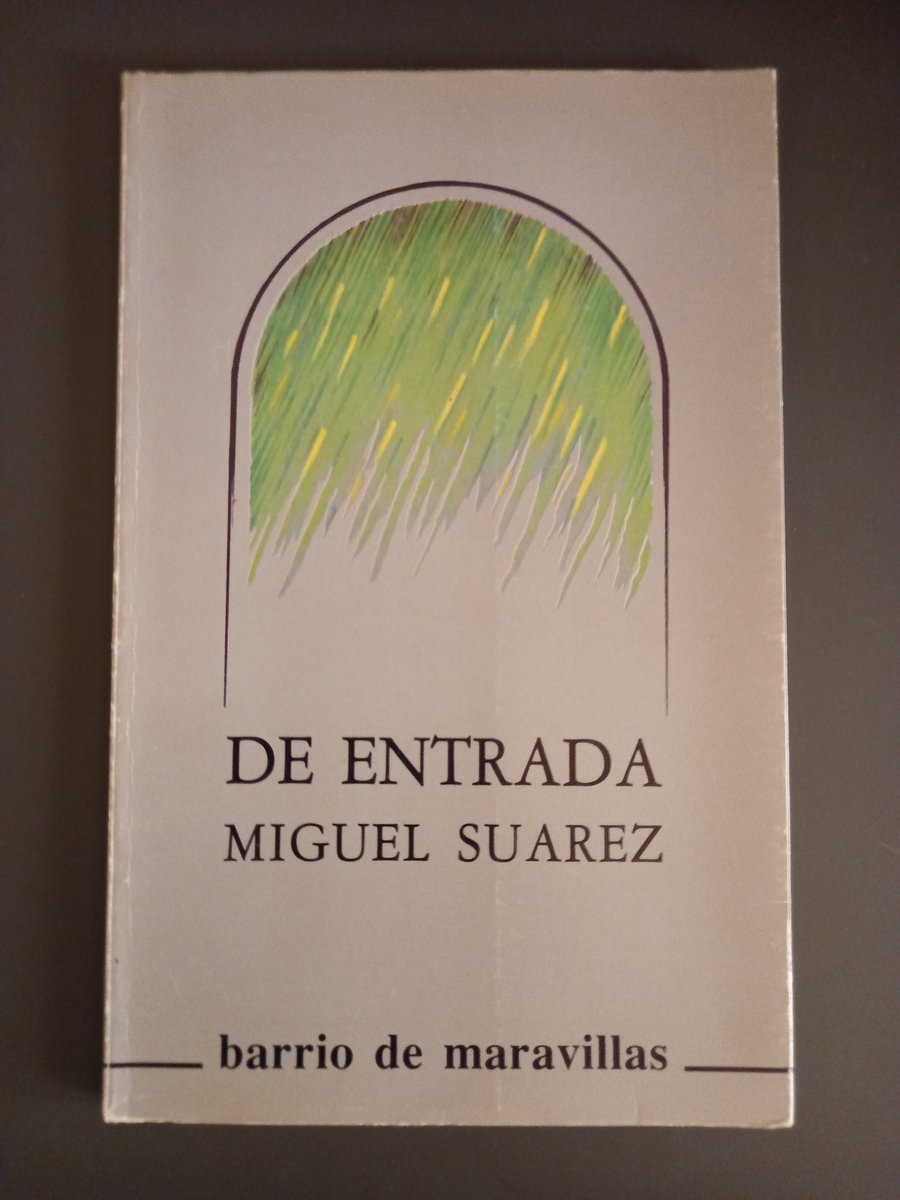 DE ENTRADA
MIGUEL SUAREZ
barrio de maravillas